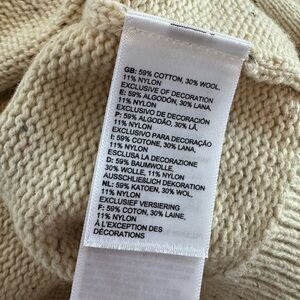 GB: 59% COTTON, 30% WOOL,
11% NYLON
EXCLUSIVE OF DECORATION
E: 59% ALGODÓN, 30% LANA,
11% NYLON
EXCLUSIVO DE DECORACIÓN
P: 59% ALGODÃO, 30% LÃ
11% NYLON
EXCLUSIVO PARA DECORAÇÃO
I: 59% COTONE, 30% LANA,
11% NYLON
ESCLUSA LA DECORAZIONE
D: 59% BAUMWOLLE,
30% WOLLE, 11% NYLON
AUSSCHLIEßLICH DEKORATION
NL: 59% KATOEN, 30% WOL,
11% NYLON
EXCLUSIEF VERSIERING
F: 59% COTON, 30% LAINE,
11% NYLON
À L'EXCEPTION DES
DÉCORATIONS